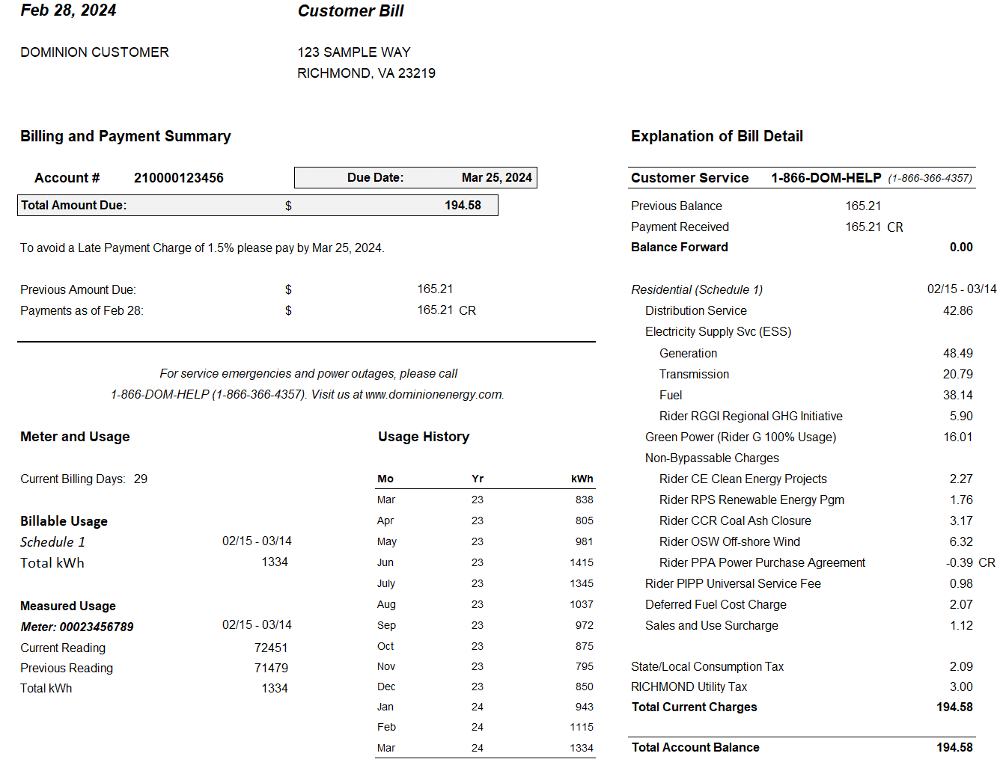 Feb 28, 2024 Customer Bill
DOMINION CUSTOMER 123 SAMPLE WAY
RICHMOND, VA 23219
Billing and Payment Summary
Account # 210000123456 Due Date: Mar 25, 2024
Total Amount Due: $ 194.58
To avoid a Late Payment Charge of 1.5% please pay by Mar 25, 2024.
Previous Amount Due: $ 165.21
Payments as of Feb 28: $ 165.21 CR
For service emergencies and power outages, please call
1-866-DOM-HELP (1-866-366-4357). Visit us at www.dominionenergy.com.
Meter and Usage
Current Billing Days: 29
Billable Usage
Schedule 1 02/15 - 03/14
Total kWh 1334
Measured Usage
Meter: 00023456789 02/15 - 03/14
Current Reading 72451
Previous Reading 71479
Total kWh 1334
Usage History
Mo Yr kWh
Mar 23 838
Apr 23 805
May 23 981
Jun 23 1415
July 23 1345
Aug 23 1037
Sep 23 972
Oct 23 875
Nov 23 795
Dec 23 850
Jan 24 943
Feb 24 1115
Mar 24 1334
Explanation of Bill Detail
Customer Service 1-866-DOM-HELP (1-866-366-4357)
Previous Balance 165.21
Payment Received 165.21 CR
Balance Forward 0.00
Residential (Schedule 1) 02/15 - 03/14
Distribution Service 42.86
Electricity Supply Svc (ESS)
Generation 48.49
Transmission 20.79
Fuel 38.14
Rider RGGI Regional GHG Initiative 5.90
Green Power (Rider G 100% Usage) 16.01
Non-Bypassable Charges
Rider CE Clean Energy Projects 2.27
Rider RPS Renewable Energy Pgm 1.76
Rider CCR Coal Ash Closure 3.17
Rider OSW Off-shore Wind 6.32
Rider PPA Power Purchase Agreement -0.39 CR
Rider PIPP Universal Service Fee 0.98
Deferred Fuel Cost Charge 2.07
Sales and Use Surcharge 1.12
State/Local Consumption Tax 2.09
RICHMOND Utility Tax 3.00
Total Current Charges 194.58
Total Account Balance 194.58